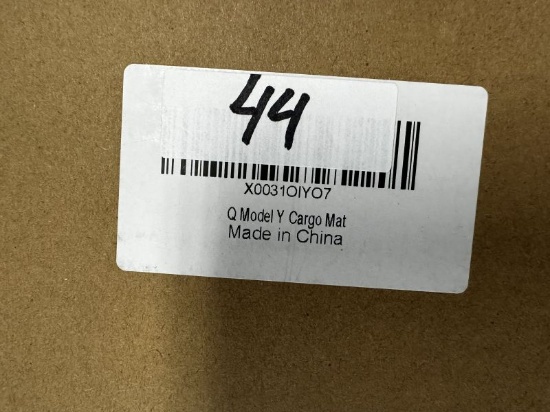 44
X0031OIYO7
Q Model Y Cargo Mat
Made in China